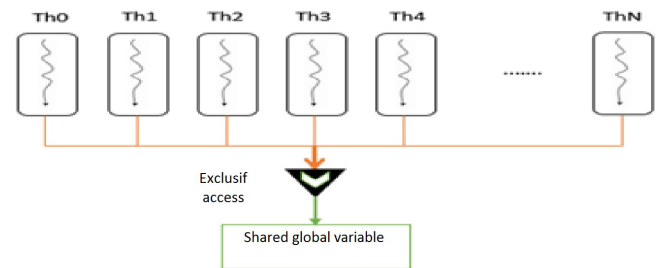 Th0 Th1 Th2 Th3 Th4 ThN
.......
Exclusif
access
Shared global variable